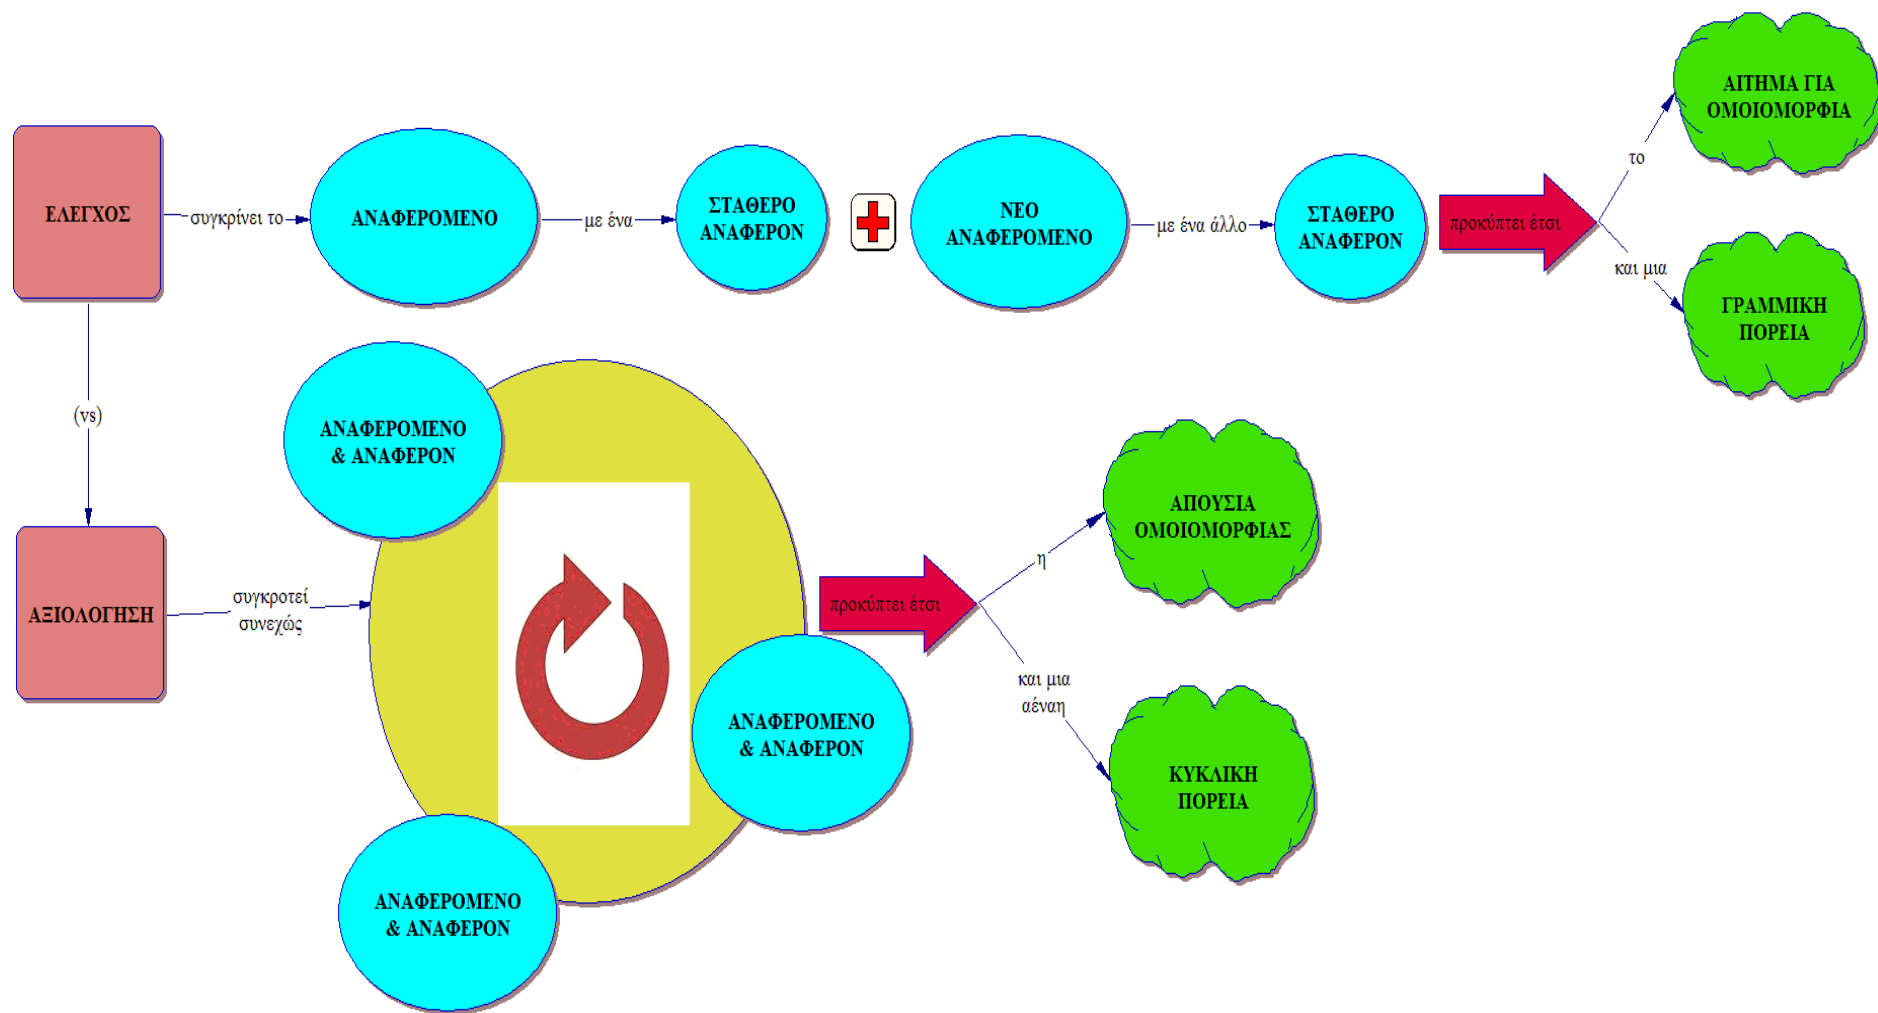 ΕΛΕΓΧΟΣ
συγκρίνει το
ΑΝΑΦΕΡΟΜΕΝΟ
με ένα
ΣΤΑΘΕΡΟ
ΑΝΑΦΕΡΟΝ
ΝΕΟ
ΑΝΑΦΕΡΟΜΕΝΟ
με ένα άλλο
ΣΤΑΘΕΡΟ
ΑΝΑΦΕΡΟΝ
προκύπτει έτσι
το
ΑΙΤΗΜΑ ΓΙΑ
ΟΜΟΙΟΜΟΡΦΙΑ
και μια
ΓΡΑΜΜΙΚΗ
ΠΟΡΕΙΑ
(vs)
ΑΞΙΟΛΟΓΗΣΗ
συγκροτεί
συνεχώς
ΑΝΑΦΕΡΟΜΕΝΟ
& ΑΝΑΦΕΡΟΝ
ΑΝΑΦΕΡΟΜΕΝΟ
& ΑΝΑΦΕΡΟΝ
ΑΝΑΦΕΡΟΜΕΝΟ
& ΑΝΑΦΕΡΟΝ
προκύπτει έτσι
η
ΑΠΟΥΣΙΑ
ΟΜΟΙΟΜΟΡΦΙΑΣ
και μια
αέναη
ΚΥΚΛΙΚΗ
ΠΟΡΕΙΑ